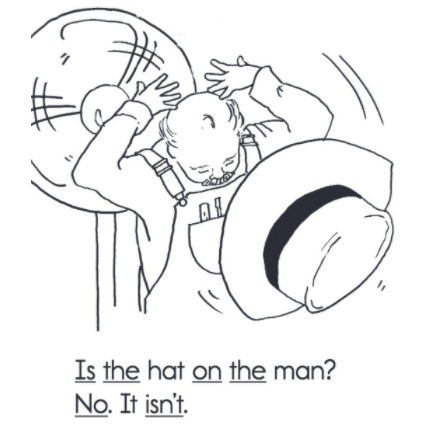 Is the hat on the man?
No. It isn't.